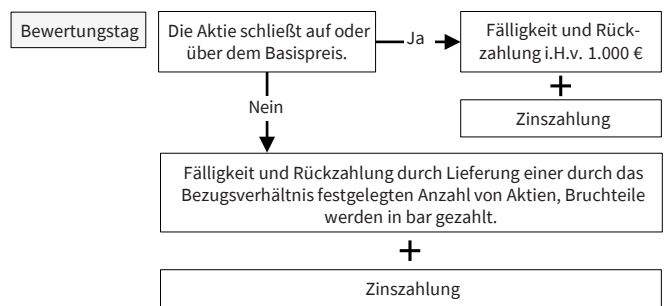 Bewertungstag
Die Aktie schließt auf oder
über dem Basispreis.
Ja
Fälligkeit und Rück-
zahlung i.H.v. 1.000 €
+
Zinszahlung
Nein
Fälligkeit und Rückzahlung durch Lieferung einer durch das
Bezugsverhältnis festgelegten Anzahl von Aktien, Bruchteile
werden in bar gezahlt.
+
Zinszahlung